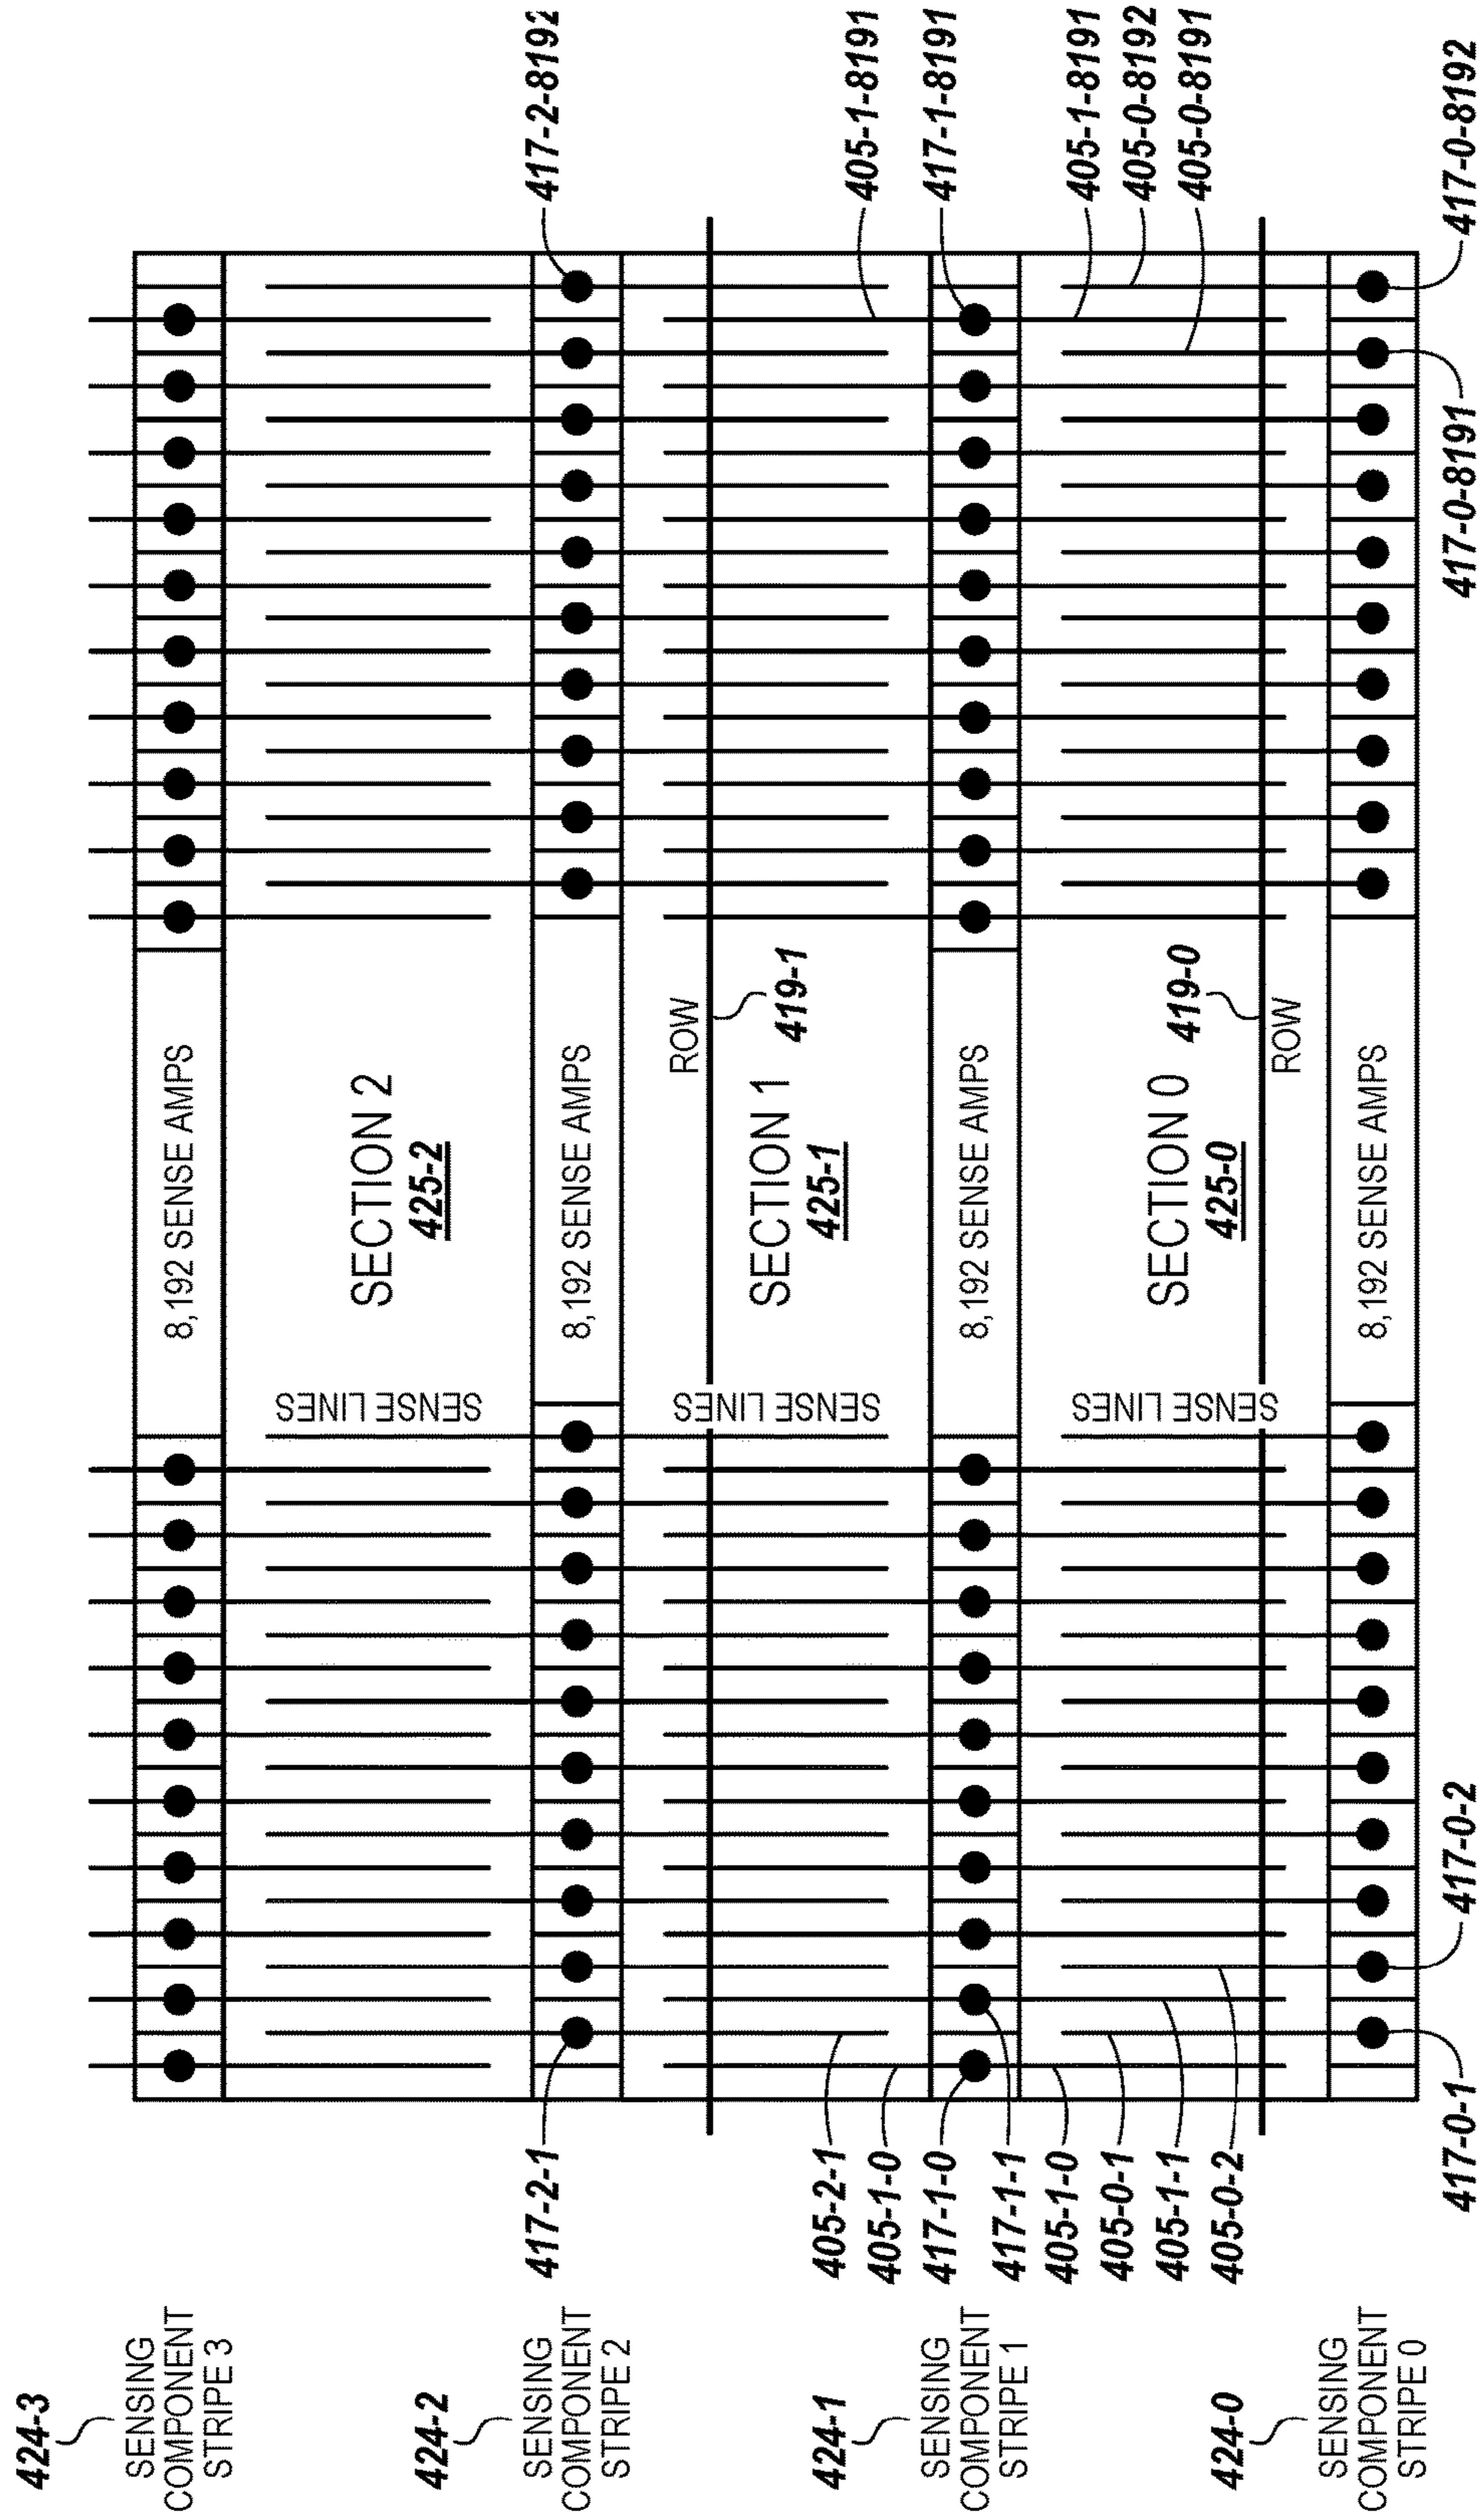 424-3
SENSING
COMPONENT
STRIPE 3
8,192 SENSE AMPS
SECTION 2
425-2
SENSE LINES
424-2
SENSING
COMPONENT
STRIPE 2
417-2-1
8,192 SENSE AMPS
417-2-8192
ROW
419-1
SECTION 1
425-1
SENSE LINES
405-2-1
405-1-0
405-1-8191
424-1
SENSING
COMPONENT
STRIPE 1
417-1-0
417-1-1
8,192 SENSE AMPS
417-1-8191
405-1-0
405-0-1
405-1-1
405-0-2
SENSE LINES
SECTION 0
425-0
419-0
ROW
405-1-8191
405-0-8192
405-0-8191
424-0
SENSING
COMPONENT
STRIPE 0
8,192 SENSE AMPS
417-0-1
417-0-2
417-0-8191
417-0-8192